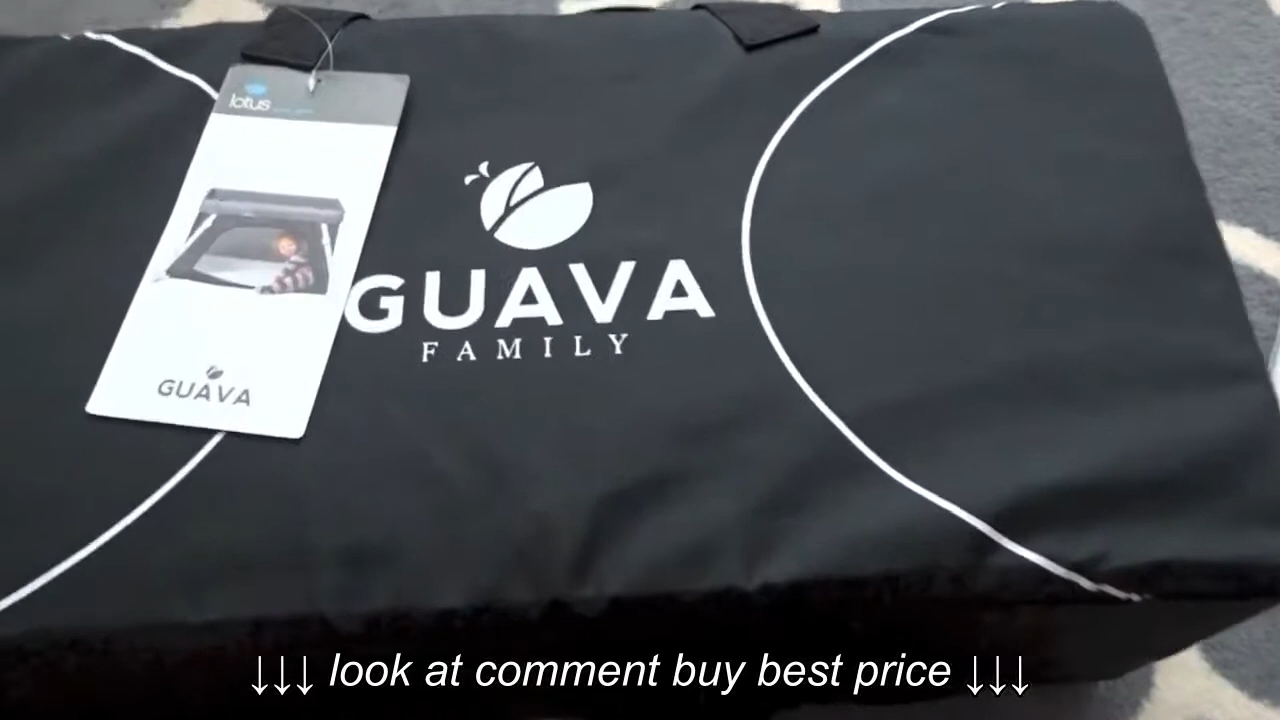 lotus
GUAVA
GUAVA
FAMILY
↓↓↓ look at comment buy best price ↓↓↓